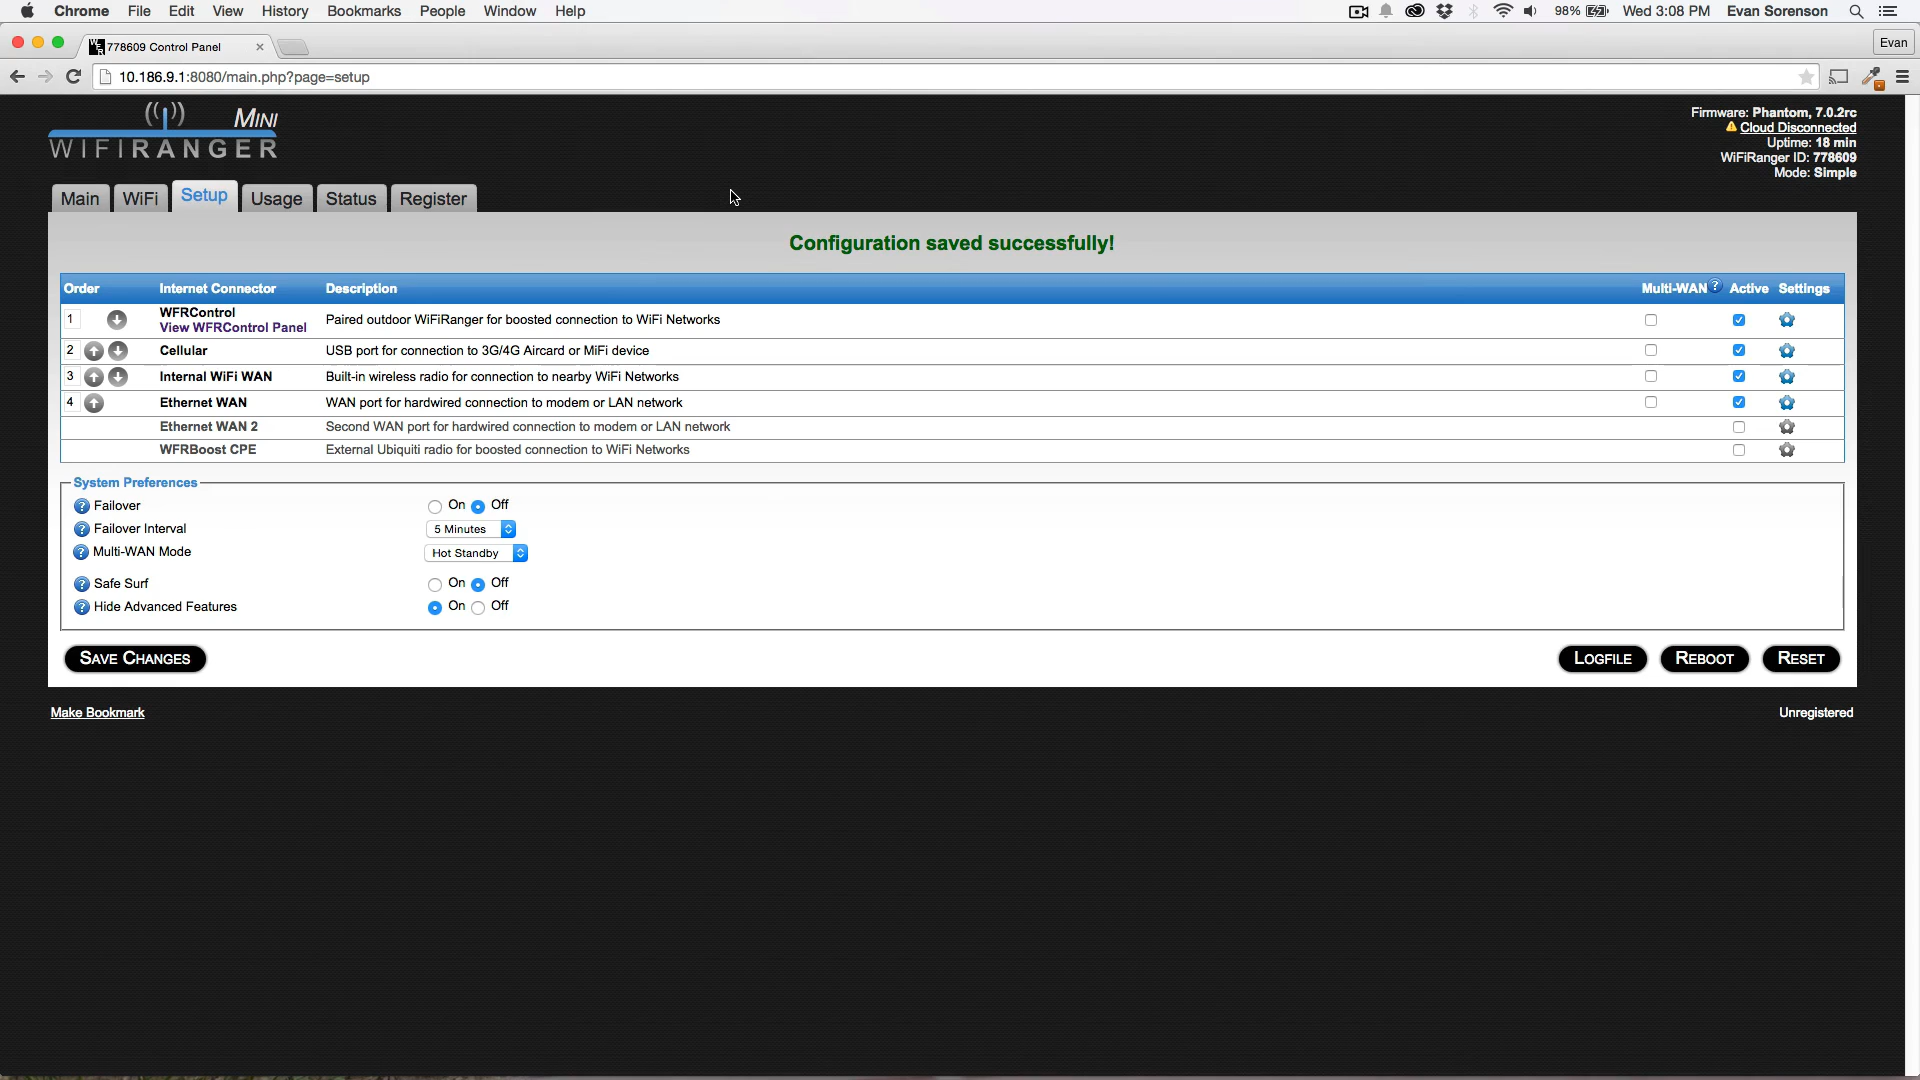 Chrome File Edit View History Bookmarks People Window Help 98% Wed 3:08 PM Evan Sorenson
778609 Control Panel Evan
10.186.9.1:8080/main.php?page=setup
MINI
WIFIRANGER
Firmware: Phantom, 7.0.2rc
Cloud Disconnected
Uptime: 18 min
WiFiRanger ID: 778609
Mode: Simple
Main WiFi Setup Usage Status Register
Configuration saved successfully!
Order Internet Connector Description Multi-WAN ? Active Settings
1 WFRControl Paired outdoor WiFiRanger for boosted connection to WiFi Networks
View WFRControl Panel
2 Cellular USB port for connection to 3G/4G Aircard or MiFi device
3 Internal WiFi WAN Built-in wireless radio for connection to nearby WiFi Networks
4 Ethernet WAN WAN port for hardwired connection to modem or LAN network
Ethernet WAN 2 Second WAN port for hardwired connection to modem or LAN network
WFRBoost CPE External Ubiquiti radio for boosted connection to WiFi Networks
System Preferences
? Failover On Off
? Failover Interval 5 Minutes
? Multi-WAN Mode Hot Standby
? Safe Surf On Off
? Hide Advanced Features On Off
SAVE CHANGES LOGFILE REBOOT RESET
Make Bookmark Unregistered